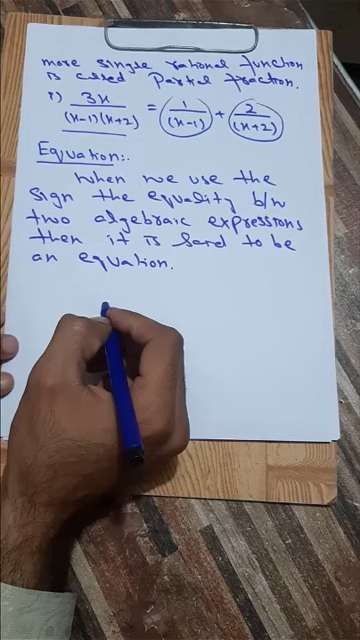 more single rational function
is called Partial fraction.
i) 3x/(x-1)(x+2) = 1/(x-1) + 2/(x+2)
Equation:.
When we use the
sign the equality b/w
two algebraic expressions
then it is said to be
an equation.